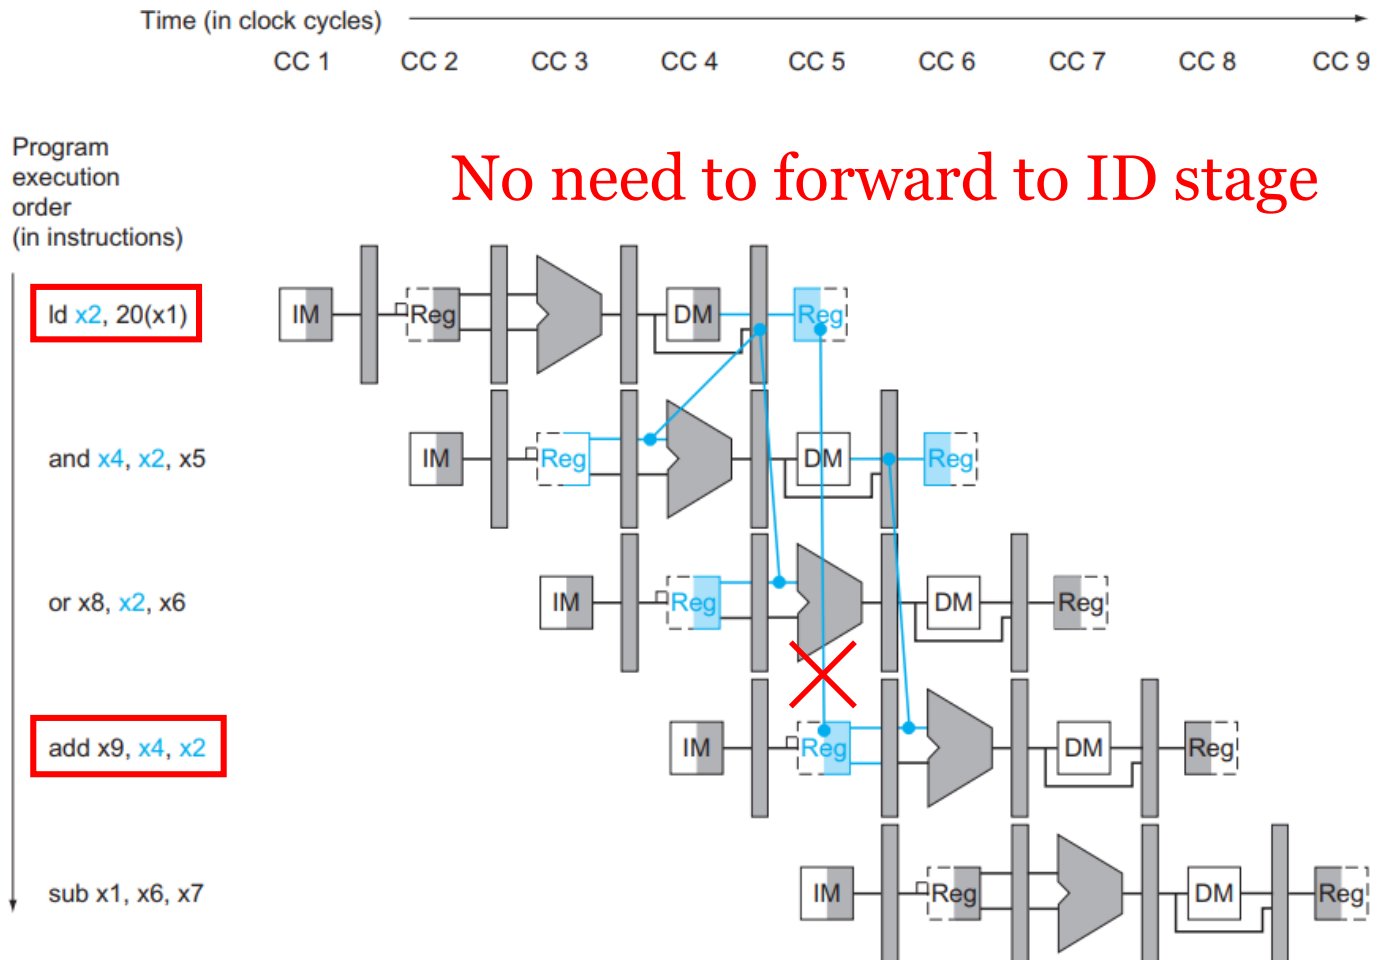 Time (in clock cycles)
CC 1 CC 2 CC 3 CC 4 CC 5 CC 6 CC 7 CC 8 CC 9
Program
execution
order
(in instructions)
No need to forward to ID stage
ld x2, 20(x1)
IM Reg DM Reg
and x4, x2, x5
IM Reg DM Reg
or x8, x2, x6
IM Reg DM Reg
add x9, x4, x2
IM Reg DM Reg
sub x1, x6, x7
IM Reg DM Reg